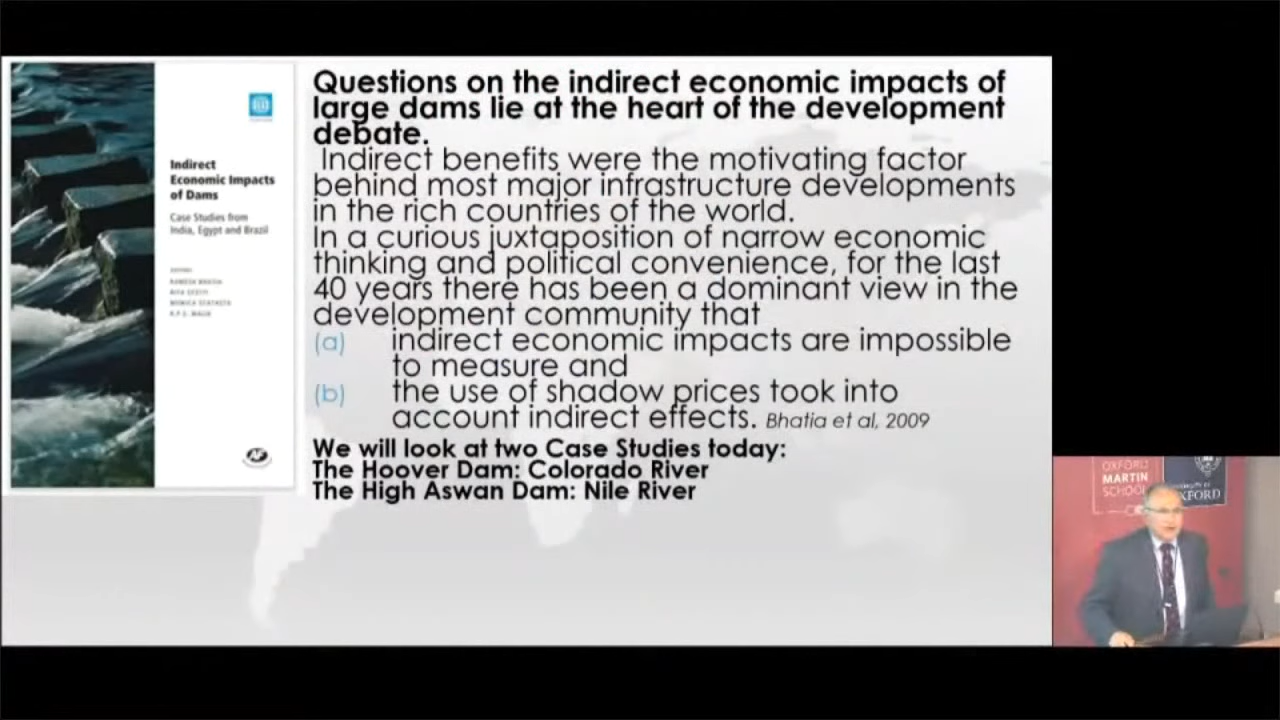 Indirect
Economic Impacts
of Dams
Case Studies from
India, Egypt and Brazil
Questions on the indirect economic impacts of
large dams lie at the heart of the development
debate.
Indirect benefits were the motivating factor
behind most major infrastructure developments
in the rich countries of the world.
In a curious juxtaposition of narrow economic
thinking and political convenience, for the last
40 years there has been a dominant view in the
development community that
(a) indirect economic impacts are impossible
to measure and
(b) the use of shadow prices took into
account indirect effects. Bhatia et al, 2009
We will look at two Case Studies today:
The Hoover Dam: Colorado River
The High Aswan Dam: Nile River
OXFORD
MARTIN
SCHOOL